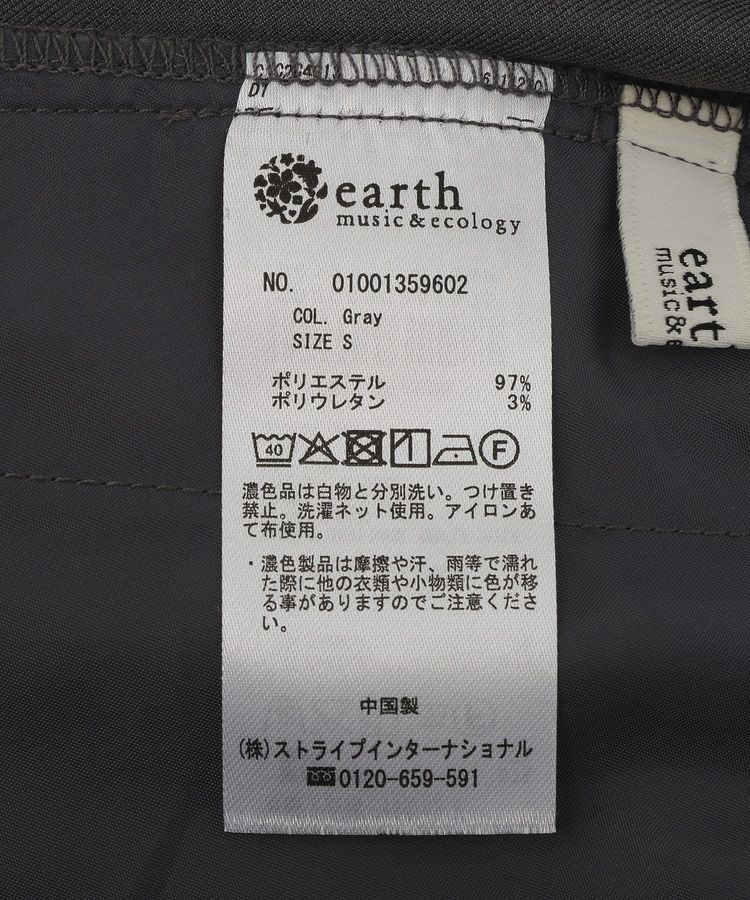 D1
earth
music&ecology
NO. 01001359602
COL. Gray
SIZE S
ポリエステル 97%
ポリウレタン 3%
40
F
濃色品は白物と分別洗い。つけ置き
禁止。洗濯ネット使用。アイロンあ
て布使用。
・濃色製品は摩擦や汗、雨等で濡れ
た際に他の衣類や小物類に色が移
る事がありますのでご注意くださ
い。
中国製
(株)ストライプインターナショナル
0120-659-591
eart
music&